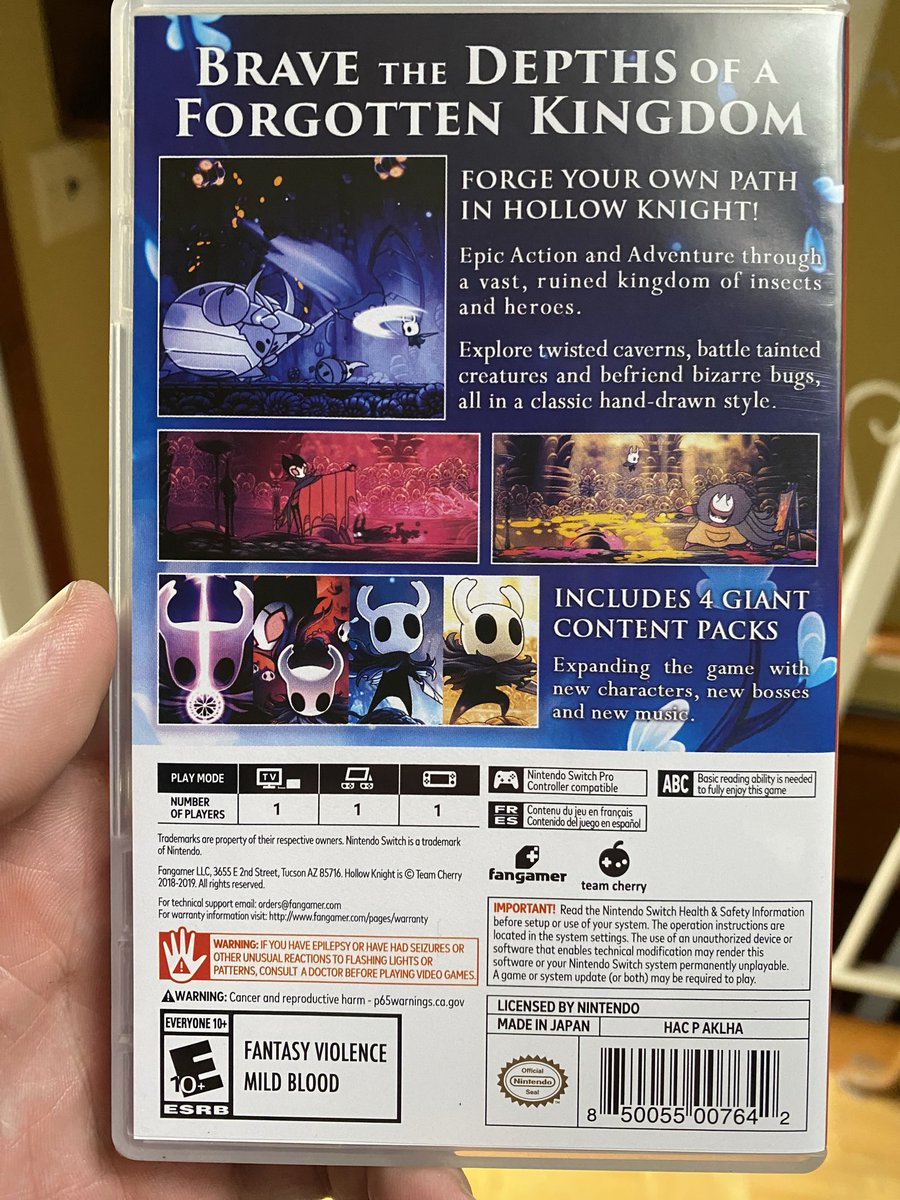 BRAVE THE DEPTHS OF A
FORGOTTEN KINGDOM
FORGE YOUR OWN PATH
IN HOLLOW KNIGHT!
Epic Action and Adventure through
a vast, ruined kingdom of insects
and heroes.
Explore twisted caverns, battle tainted
creatures and befriend bizarre bugs,
all in a classic hand-drawn style.
INCLUDES 4 GIANT
CONTENT PACKS
Expanding the game with
new characters, new bosses
and new music.
PLAY MODE
TV
NUMBER
OF PLAYERS
1
1
1
Nintendo Switch Pro
Controller compatible
ABC
Basic reading ability is needed
to fully enjoy this game
FR
ES
Contenu du jeu en français
Contenido del juego en español
Trademarks are property of their respective owners. Nintendo Switch is a trademark
of Nintendo.
Fangamer LLC, 3655 E 2nd Street, Tucson AZ 85716. Hollow Knight is © Team Cherry
2018-2019. All rights reserved.
For technical support email: orders@fangamer.com
For warranty information visit: http://www.fangamer.com/pages/warranty
fangamer
team cherry
WARNING: IF YOU HAVE EPILEPSY OR HAVE HAD SEIZURES OR
OTHER UNUSUAL REACTIONS TO FLASHING LIGHTS OR
PATTERNS, CONSULT A DOCTOR BEFORE PLAYING VIDEO GAMES.
WARNING: Cancer and reproductive harm - p65warnings.ca.gov
IMPORTANT! Read the Nintendo Switch Health & Safety Information
before setup or use of your system. The operation instructions are
located in the system settings. The use of an unauthorized device or
software that enables technical modification may render this
software or your Nintendo Switch system permanently unplayable.
A game or system update (or both) may be required to play.
EVERYONE 10+
E
10+
ESRB
FANTASY VIOLENCE
MILD BLOOD
LICENSED BY NINTENDO
MADE IN JAPAN
HAC P AKLHA
Official
Nintendo
Seal
8 50055 00764 2